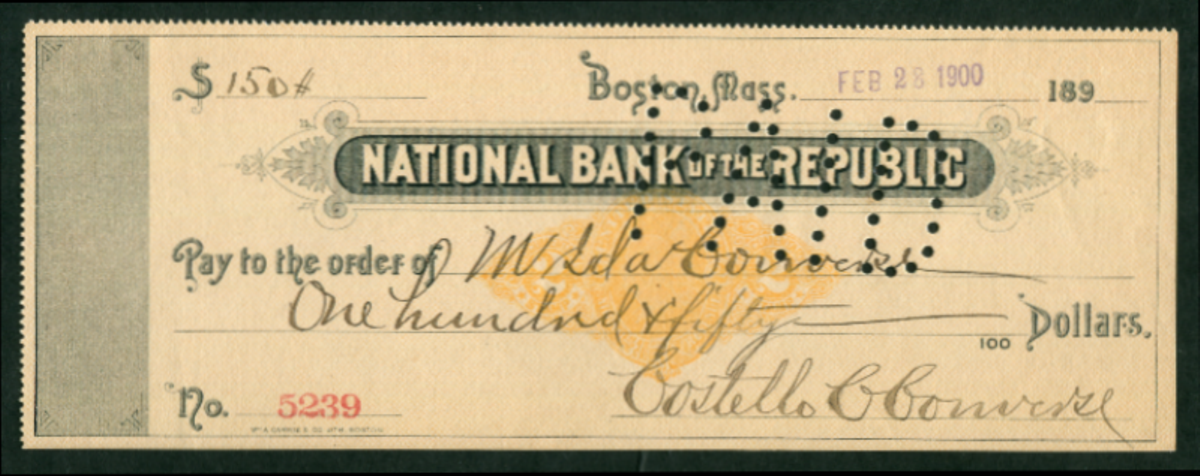 $ 150# Boston, Mass. FEB 28 1900 189
NATIONAL BANK OF THE REPUBLIC
Pay to the order of M Ida Converse
One hundred & fifty
100 Dollars.
No. 5239
Costello C Converse